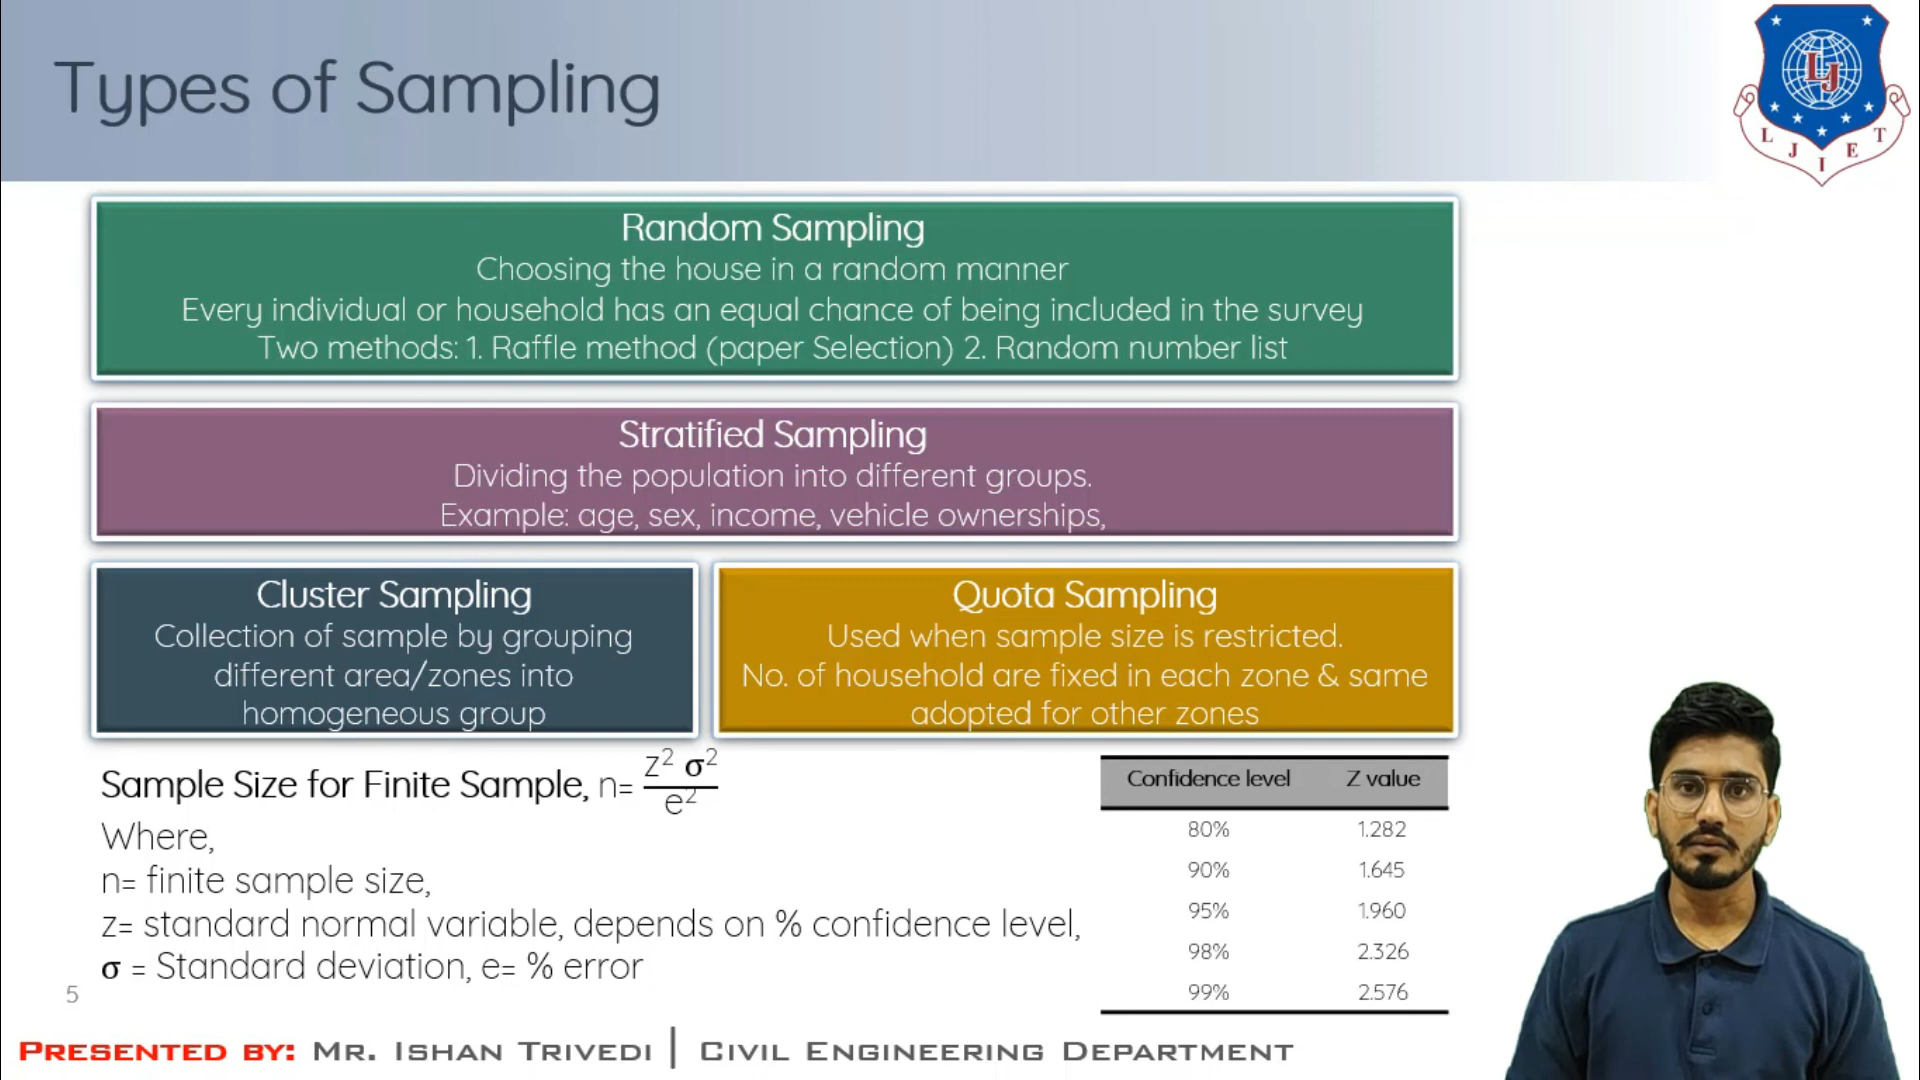 Types of Sampling
LJ
L J I E T
Random Sampling
Choosing the house in a random manner
Every individual or household has an equal chance of being included in the survey
Two methods: 1. Raffle method (paper Selection) 2. Random number list
Stratified Sampling
Dividing the population into different groups.
Example: age, sex, income, vehicle ownerships,
Cluster Sampling
Collection of sample by grouping
different area/zones into
homogeneous group
Quota Sampling
Used when sample size is restricted.
No. of household are fixed in each zone & same
adopted for other zones
Sample Size for Finite Sample, n= z² σ² / e²
Where,
n= finite sample size,
z= standard normal variable, depends on % confidence level,
σ = Standard deviation, e= % error
Confidence level Z value
80% 1.282
90% 1.645
95% 1.960
98% 2.326
99% 2.576
5
PRESENTED BY: MR. ISHAN TRIVEDI | CIVIL ENGINEERING DEPARTMENT